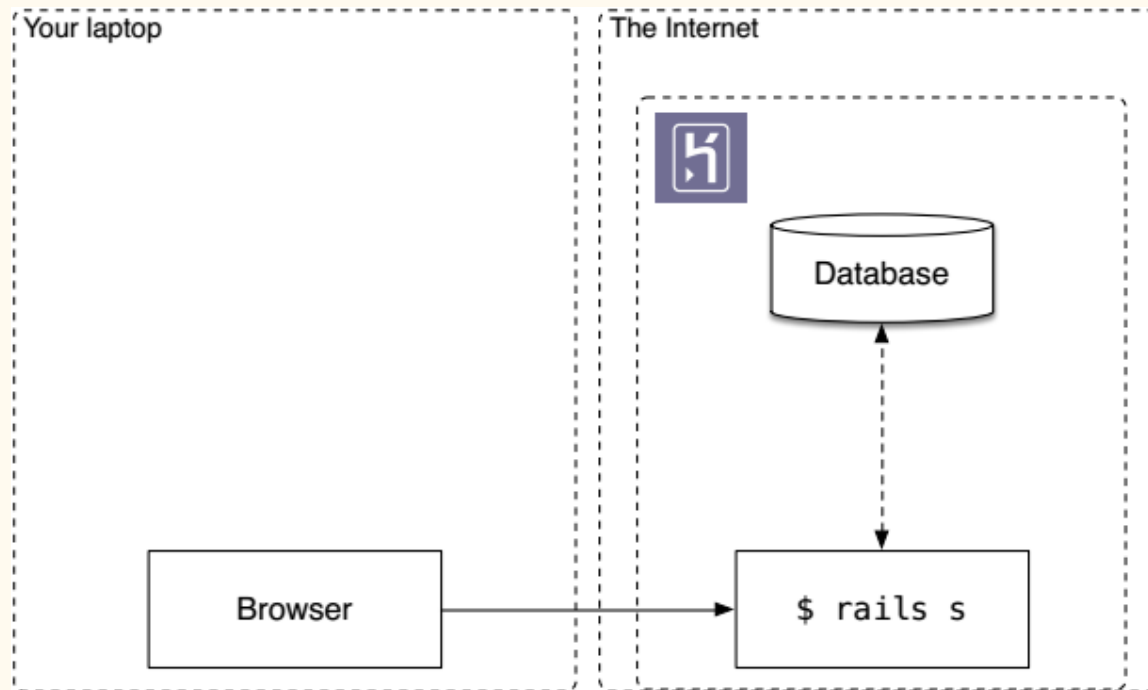 Your laptop
The Internet
Database
Browser
$ rails s